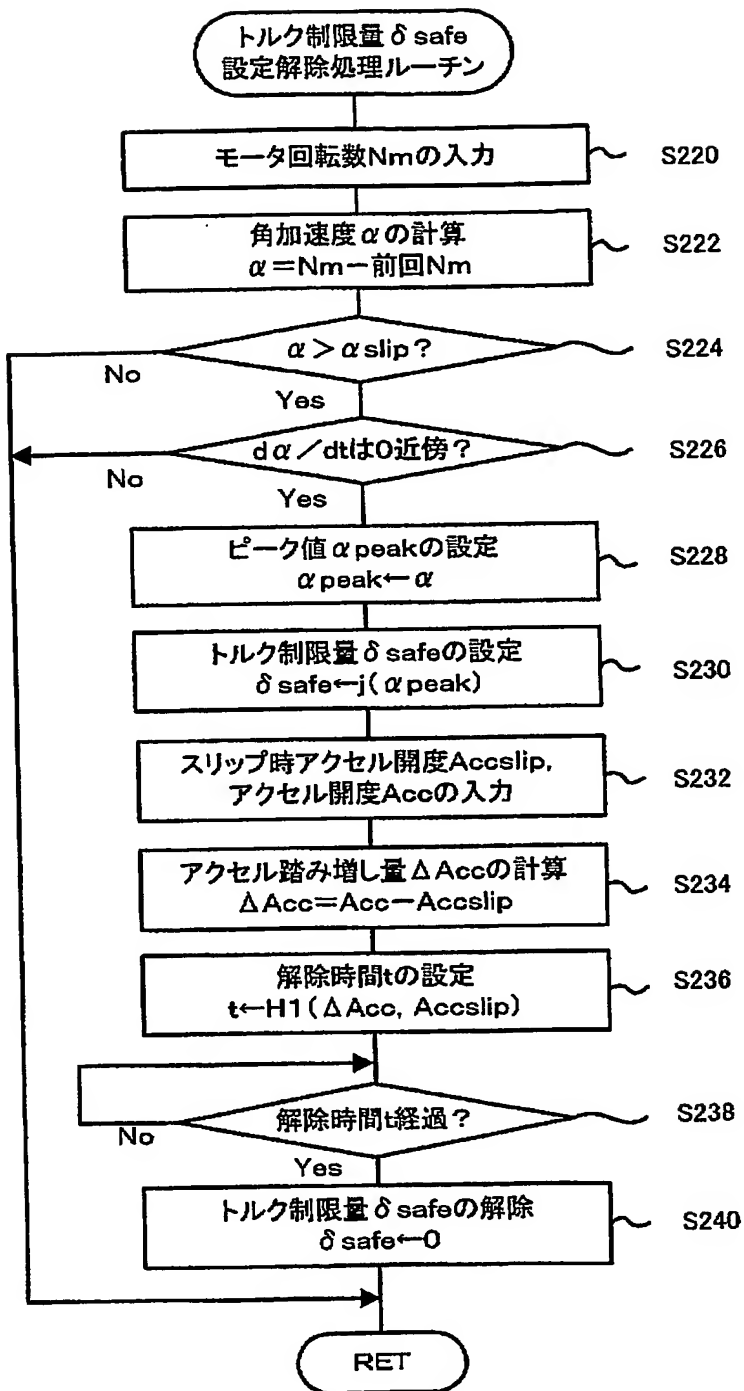 トルク制限量δsafe
設定解除処理ルーチン
モータ回転数Nmの入力
S220
角加速度αの計算
α=Nm-前回Nm
S222
α>αslip?
S224
No
Yes
dα/dtは0近傍?
S226
No
Yes
ピーク値αpeakの設定
αpeak←α
S228
トルク制限量δsafeの設定
δsafe←j(αpeak)
S230
スリップ時アクセル開度Accslip,
アクセル開度Accの入力
S232
アクセル踏み増し量ΔAccの計算
ΔAcc=Acc-Accslip
S234
解除時間tの設定
t←H1(ΔAcc, Accslip)
S236
解除時間t経過?
S238
No
Yes
トルク制限量δsafeの解除
δsafe←0
S240
RET